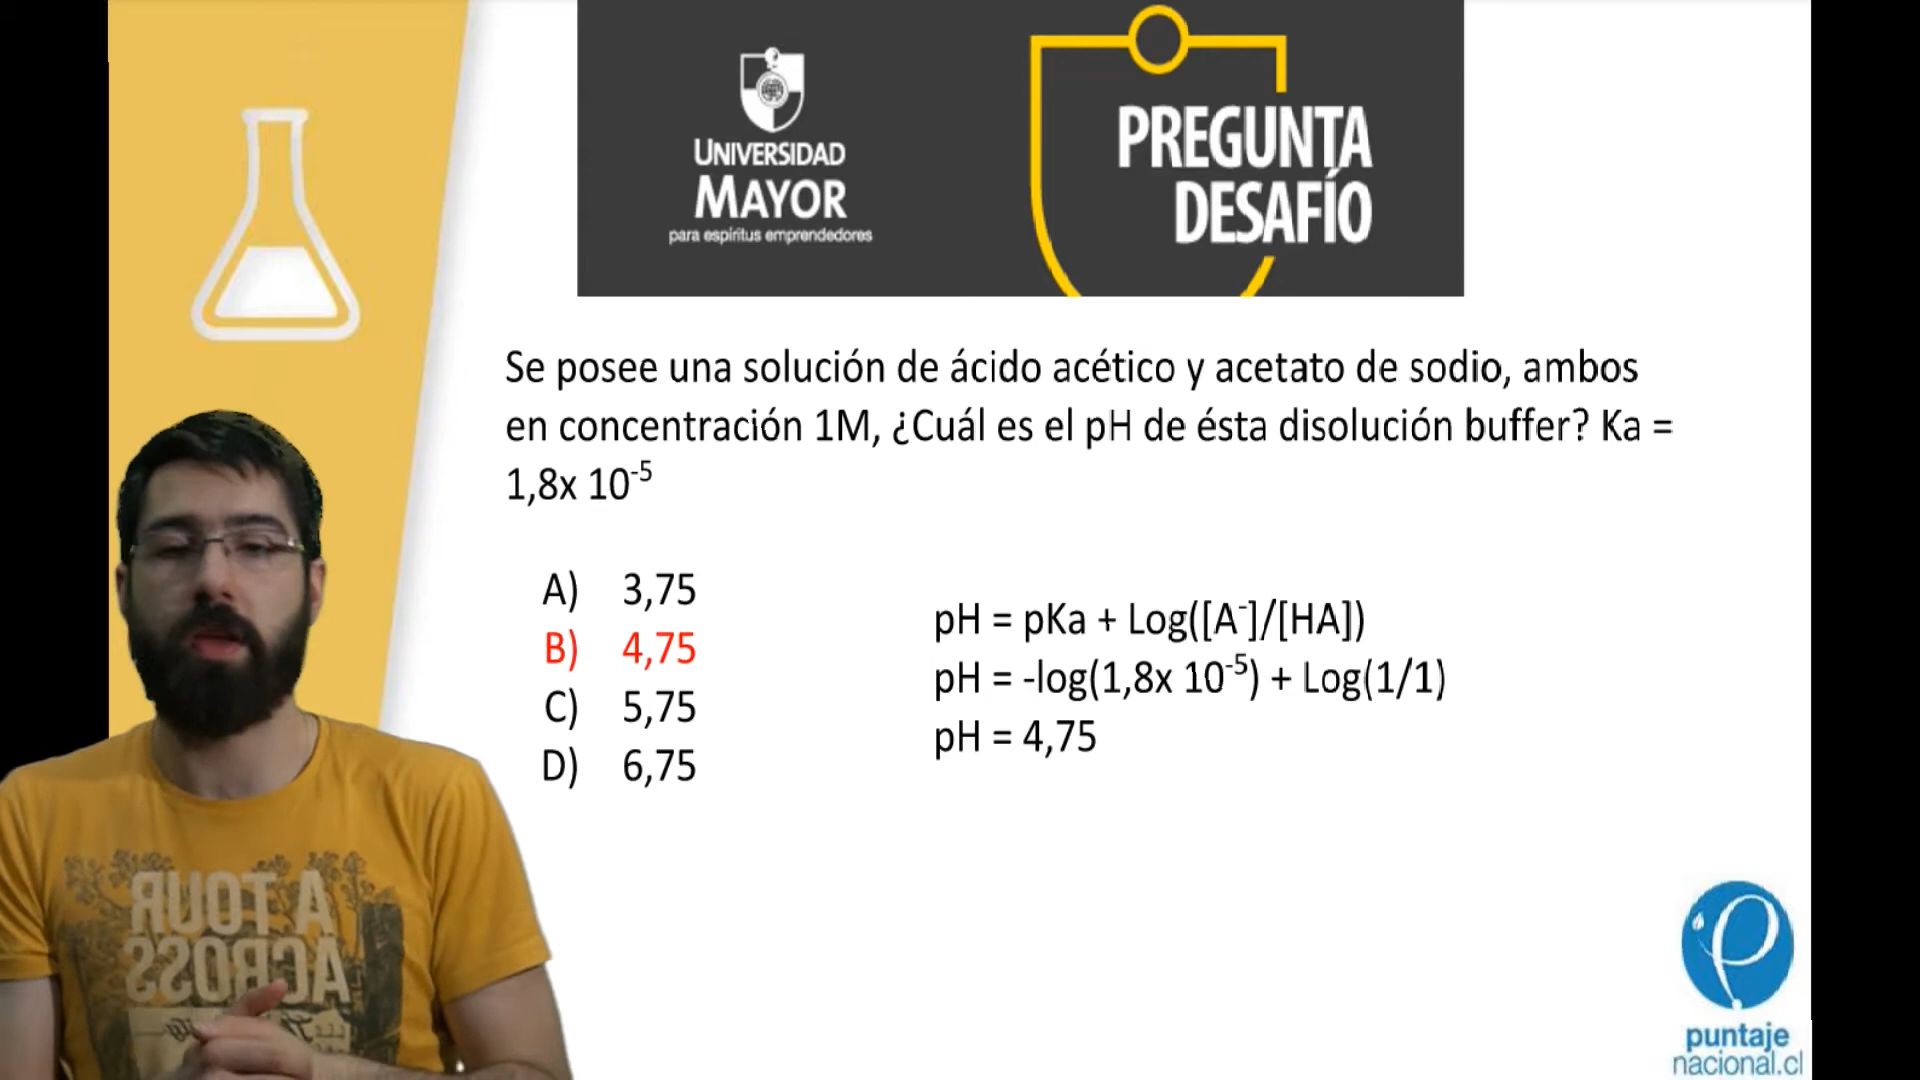 UNIVERSIDAD
MAYOR
para espíritus emprendedores
PREGUNTA
DESAFÍO
Se posee una solución de ácido acético y acetato de sodio, ambos
en concentración 1M, ¿Cuál es el pH de ésta disolución buffer? Ka =
1,8x 10⁻⁵
A) 3,75
B) 4,75
C) 5,75
D) 6,75
pH = pKa + Log([A⁻]/[HA])
pH = -log(1,8x 10⁻⁵) + Log(1/1)
pH = 4,75
A TOUR
ACROSS
puntaje
nacional.cl